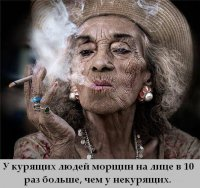 У курящих людей морщин на лице в 10
раз больше, чем у некурящих.